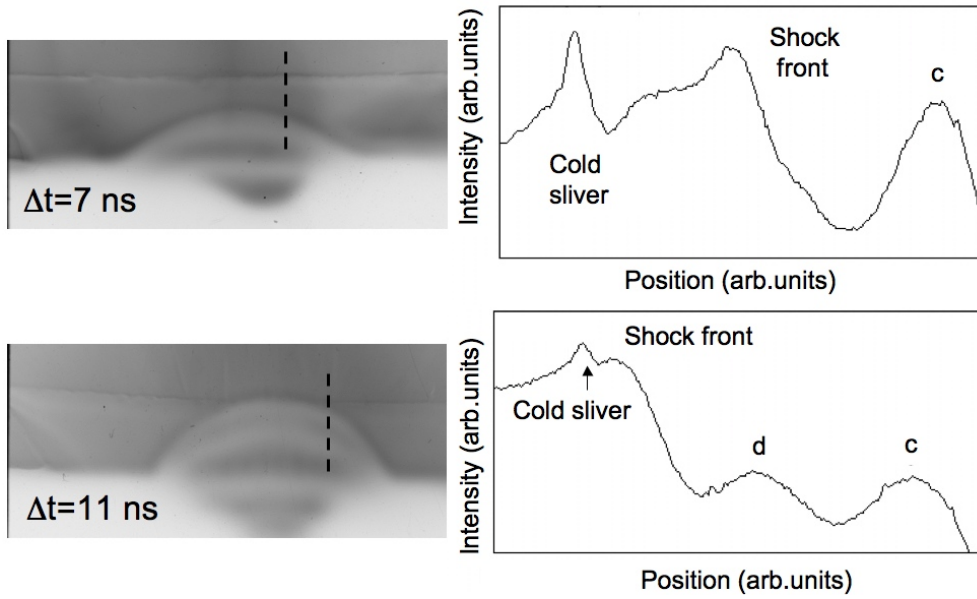 Δt=7 ns
Intensity (arb.units)
Cold
sliver
Shock
front
c
Position (arb.units)
Δt=11 ns
Intensity (arb.units)
Shock front
Cold sliver
d
c
Position (arb.units)